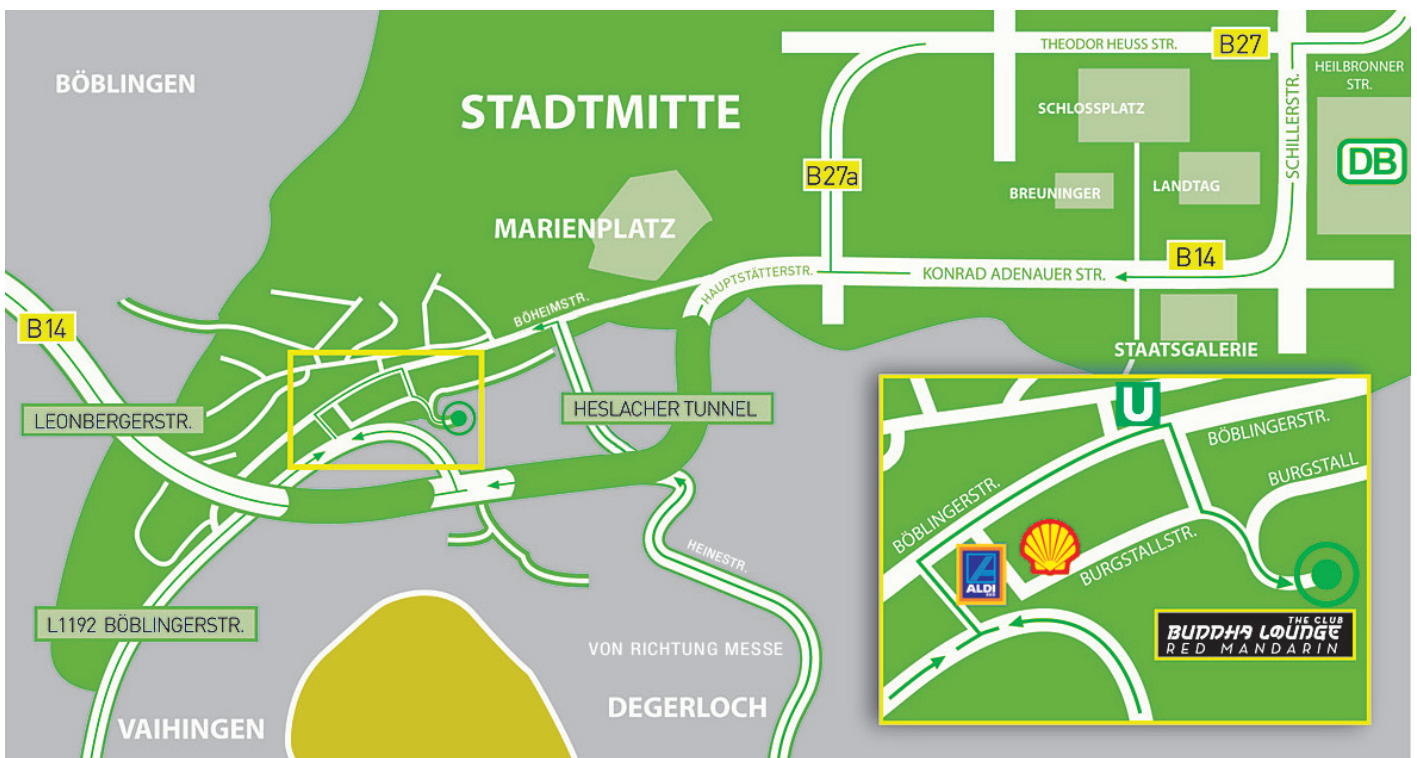 BÖBLINGEN
STADTMITTE
THEODOR HEUSS STR.
B27
HEILBRONNER
STR.
SCHLOSSPLATZ
SCHILLERSTR.
DB
B27a
BREUNINGER
LANDTAG
MARIENPLATZ
HAUPTSTÄTTERSTR.
KONRAD ADENAUER STR.
B14
BÖHEIMSTR.
B14
STAATSGALERIE
LEONBERGERSTR.
HESLACHER TUNNEL
U
BÖBLINGERSTR.
BURGSTALL
BÖBLINGERSTR.
ALDI
SÜD
BURGSTALLSTR.
HEINESTR.
L1192 BÖBLINGERSTR.
THE CLUB
BUDDHA LOUNGE
RED MANDARIN
VON RICHTUNG MESSE
DEGERLOCH
VAIHINGEN